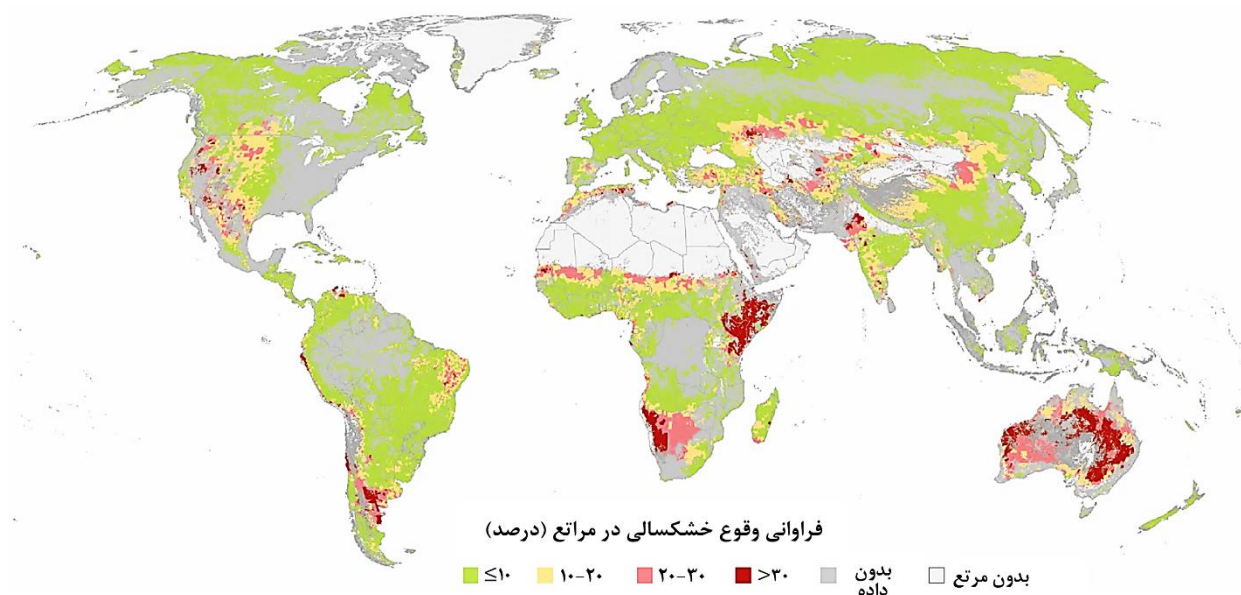 فراوانی وقوع خشکسالی در مراتع (درصد)
≤۱۰ ۱۰-۲۰ ۲۰-۳۰ >۳۰ بدون داده بدون مرتع